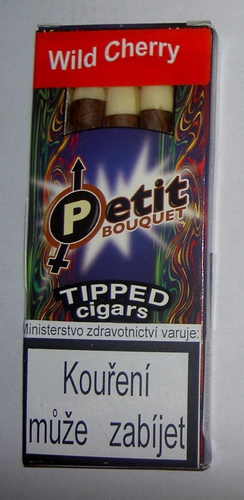 Wild Cherry
Petit
BOUQUET
TIPPED
cigars
Ministerstvo zdravotnictví varuje:
Kouření
může zabíjet